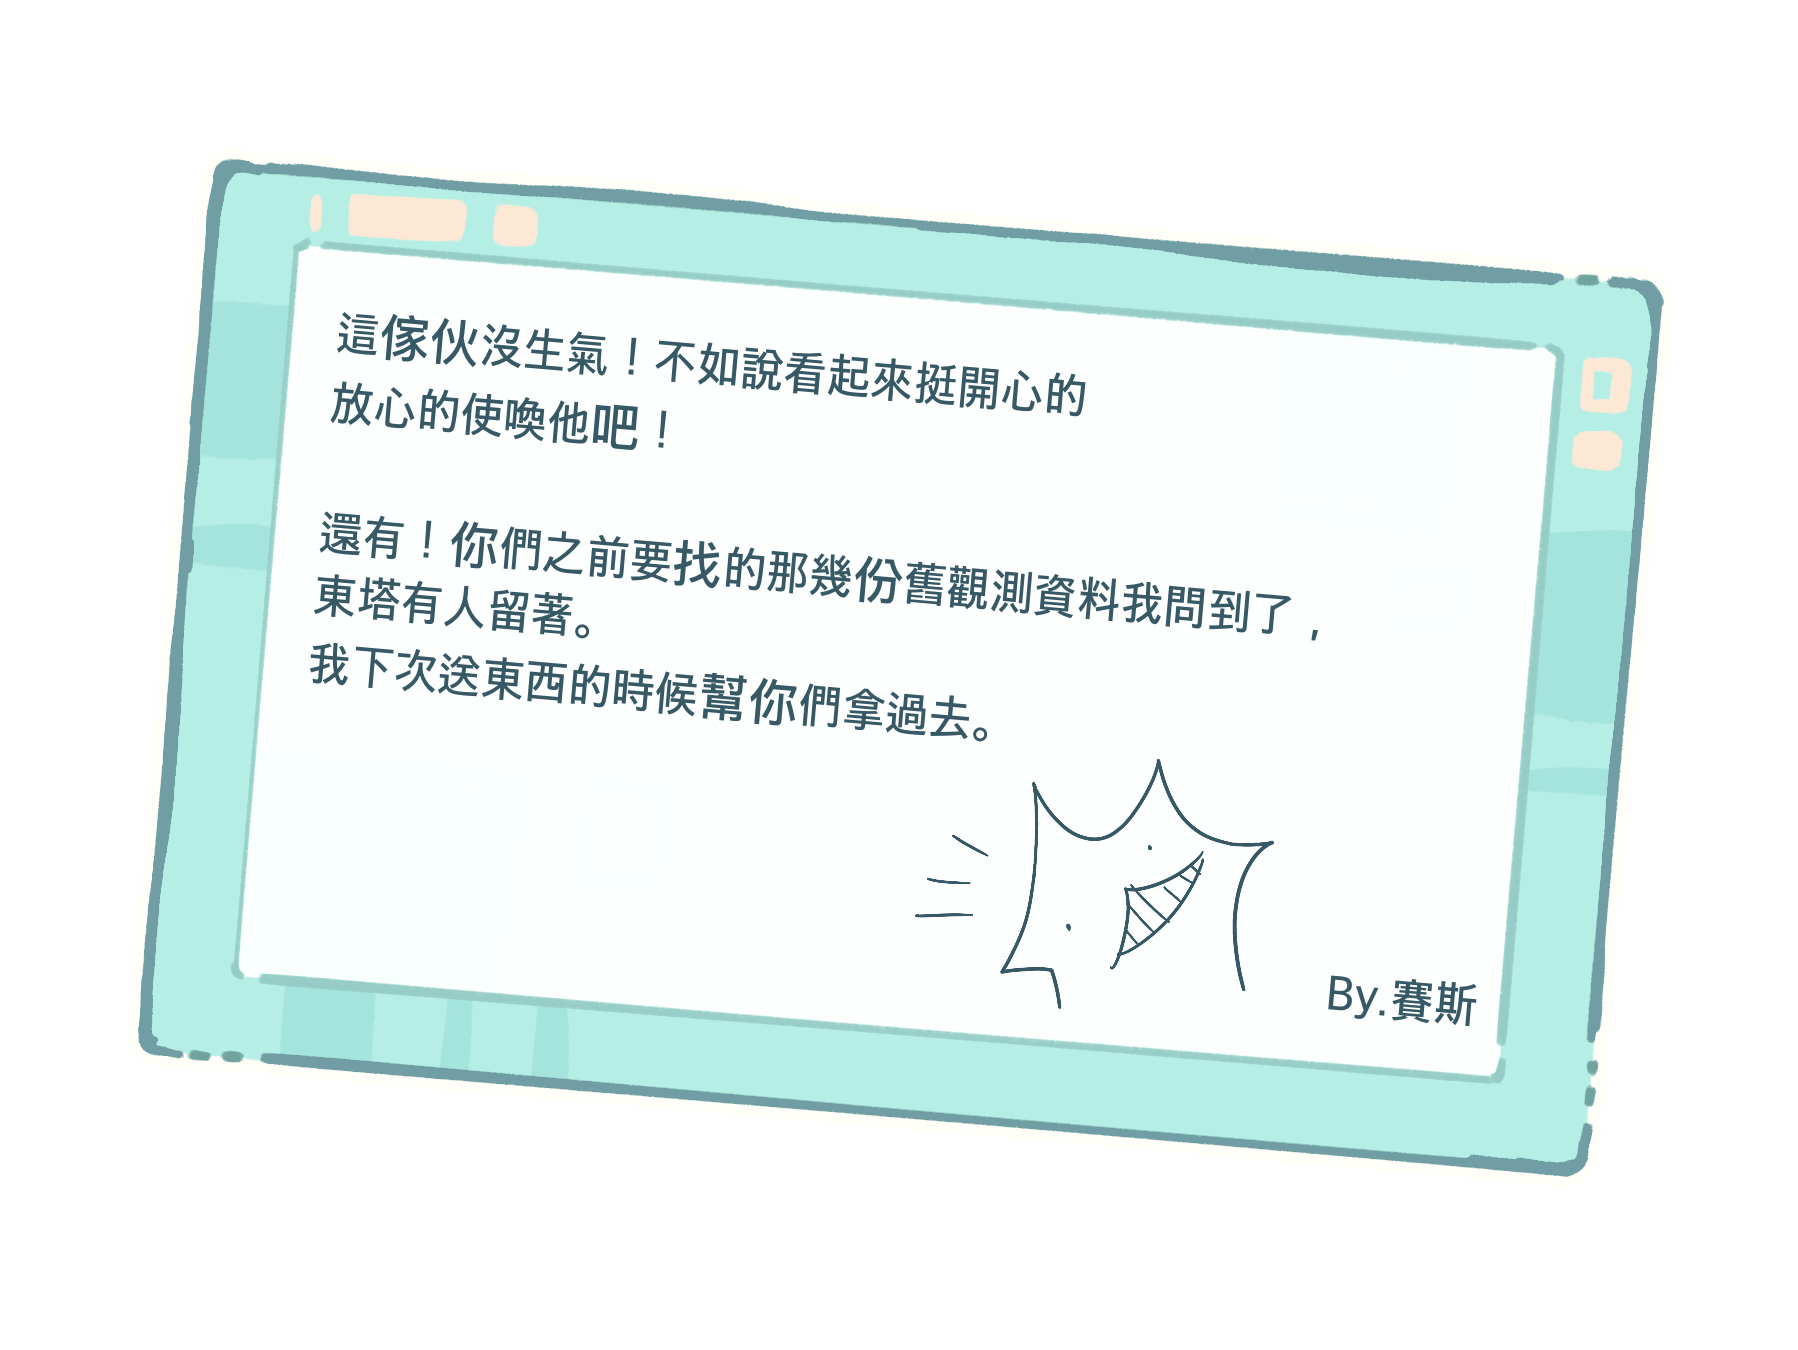 這傢伙沒生氣！不如說看起來挺開心的
放心的使喚他吧！
還有！你們之前要找的那幾份舊觀測資料我問到了，
東塔有人留著。
我下次送東西的時候幫你們拿過去。
By.賽斯